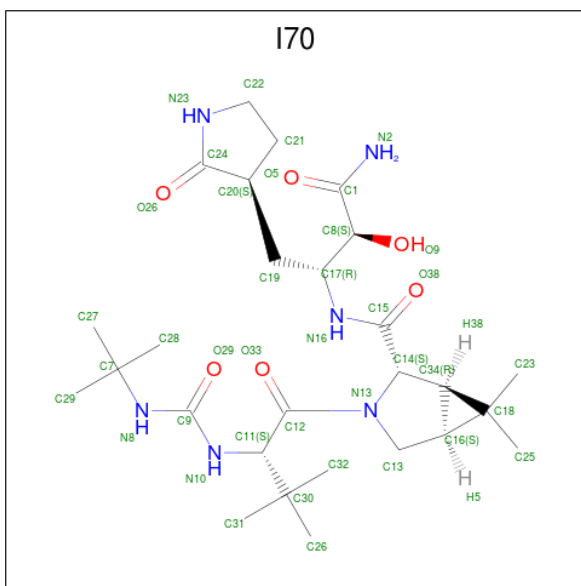 I70
C22
N23
HN
C21
N2
C24
NH₂
O5
C1
O26
O
C20(S)
O
C8(S)
OH
O9
C19
C17(R)
O38
C15
O
C27
N
H
H38
C28
O29
O33
N16
H
C14(S)
C34(R)
C23
C7
O
O
N13
C18
C29
N
H
C9
C12
N
C16(S)
N8
C11(S)
C25
N
H
C13
N10
C32
H
C30
H5
C31
C26